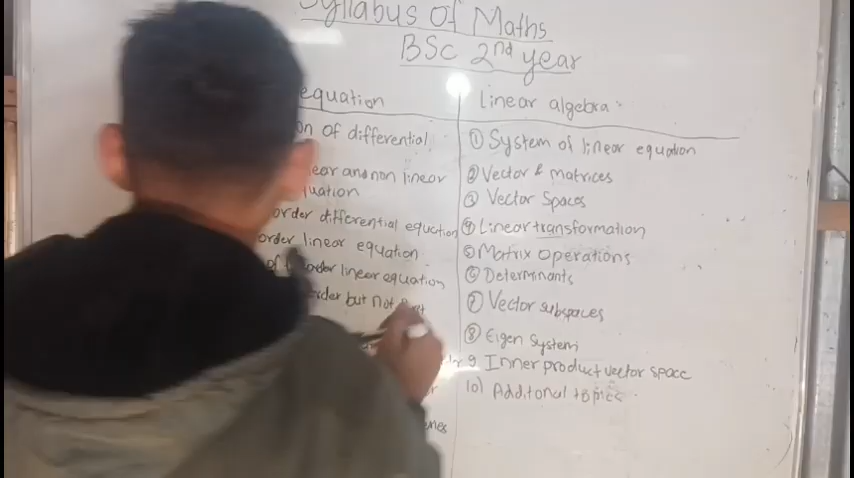 Syllabus of Maths
BSc 2nd year
equation
on of differential
ear and non linear
uation
order differential equction
order linear equation
order linear equation
order but not
Linear algebra:
① System of linear equation
② Vector & matrices
③ Vector Spaces
④ Linear transformation
⑤ Matrix Operations
⑥ Determinants
⑦ Vector subspaces
⑧ Eigen System
9 Inner product vector space
10) Additonal topics